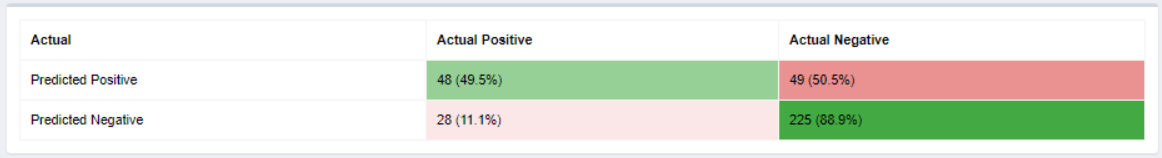 Actual Actual Positive Actual Negative
Predicted Positive 48 (49.5%) 49 (50.5%)
Predicted Negative 28 (11.1%) 225 (88.9%)